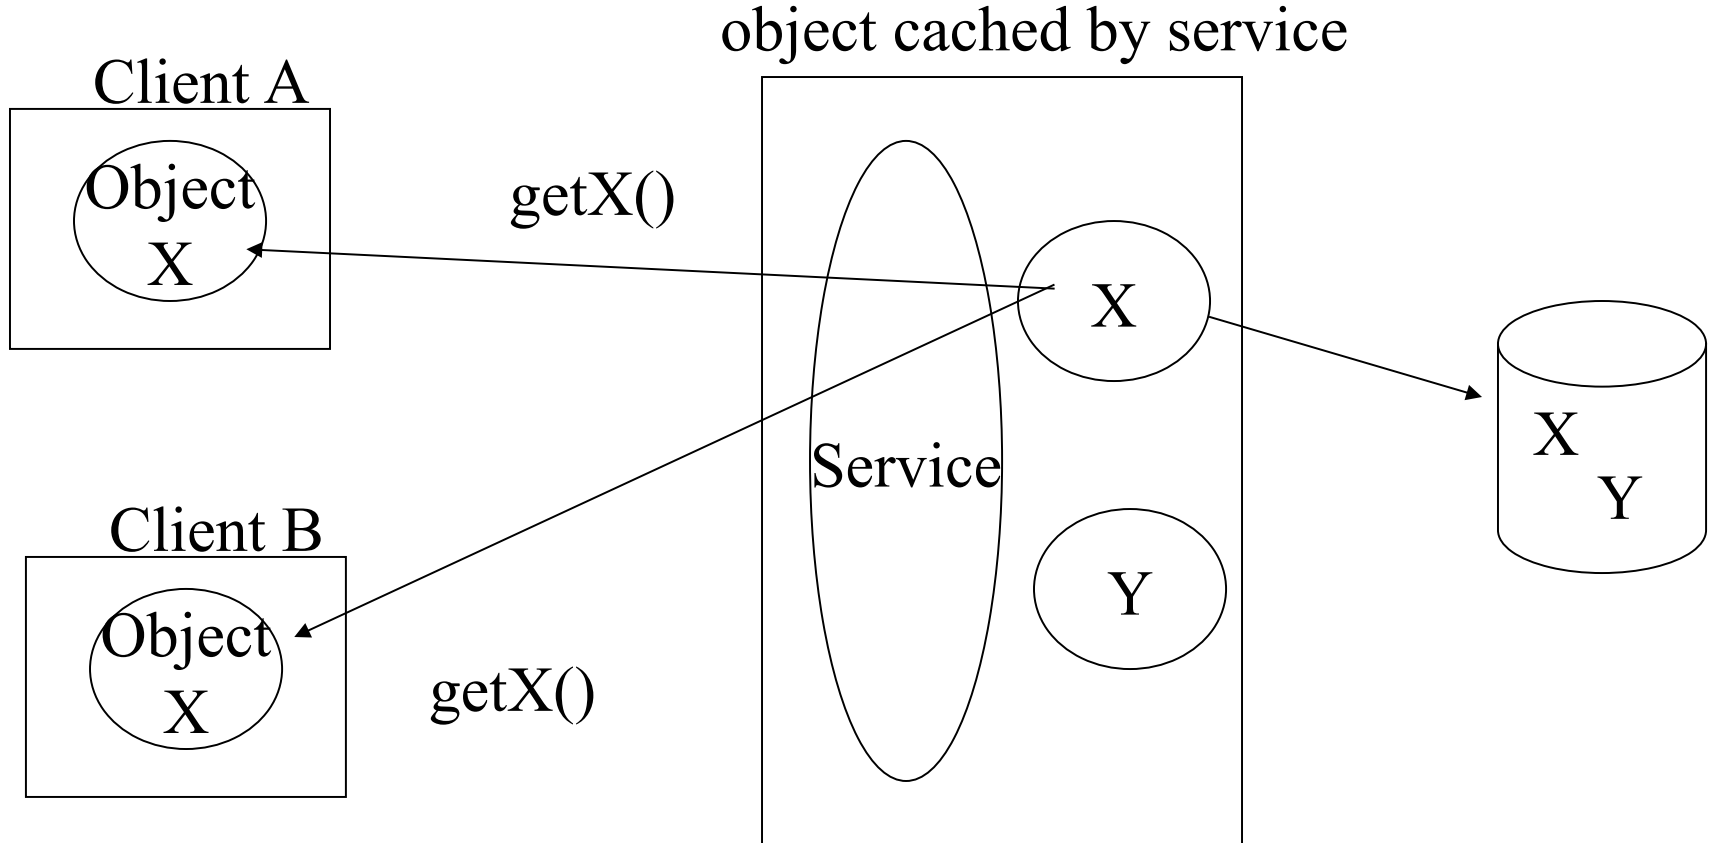 object cached by service
Client A
Object
X
getX()
X
X
Y
Service
Client B
Object
X
getX()
Y